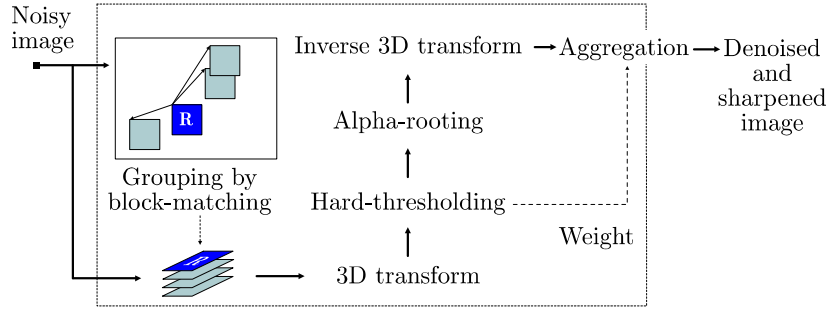 Noisy
image
R
Grouping by
block-matching
R
3D transform
Hard-thresholding
Alpha-rooting
Inverse 3D transform
Aggregation
Weight
Denoised
and
sharpened
image